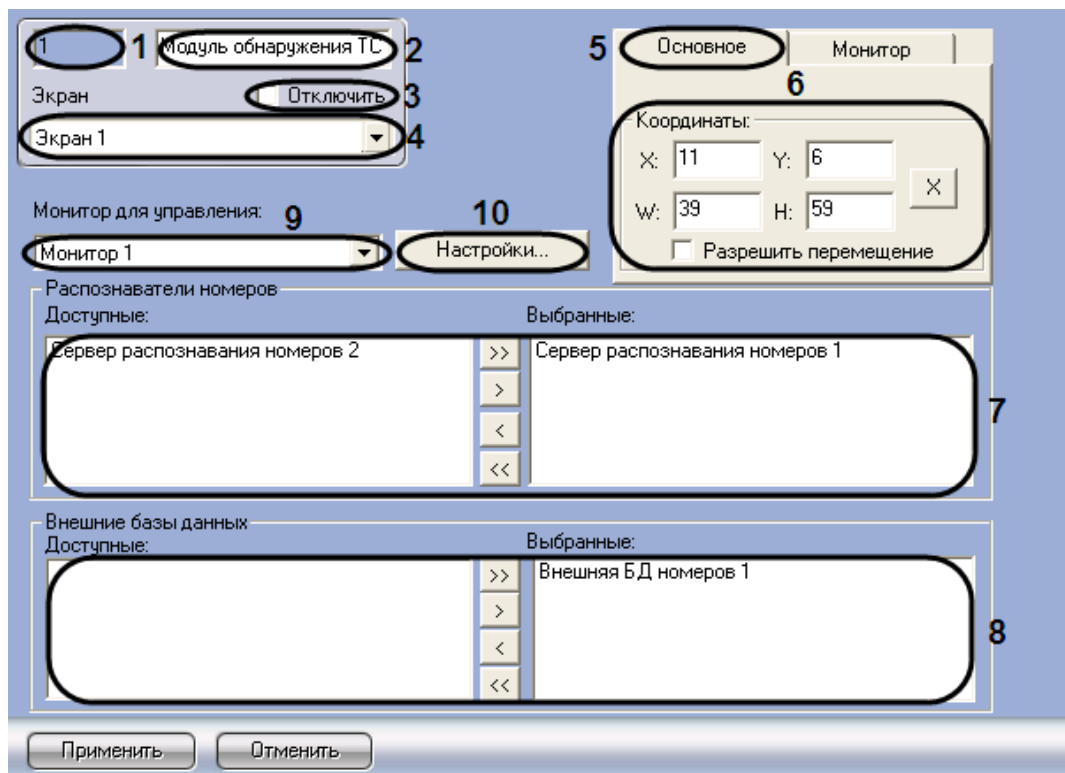 1 1 Модуль обнаружения ТС 2
Экран Отключить 3
Экран 1 4
5 Основное Монитор
6
Координаты:
X: 11 Y: 6
W: 39 H: 59 X
Разрешить перемещение
Монитор для управления: 9 10
Монитор 1 Настройки...
Распознаватели номеров
Доступные: Выбранные:
Сервер распознавания номеров 2 >> Сервер распознавания номеров 1
>
<
<<
7
Внешние базы данных
Доступные: Выбранные:
>> Внешняя БД номеров 1
>
<
<<
8
Применить Отменить